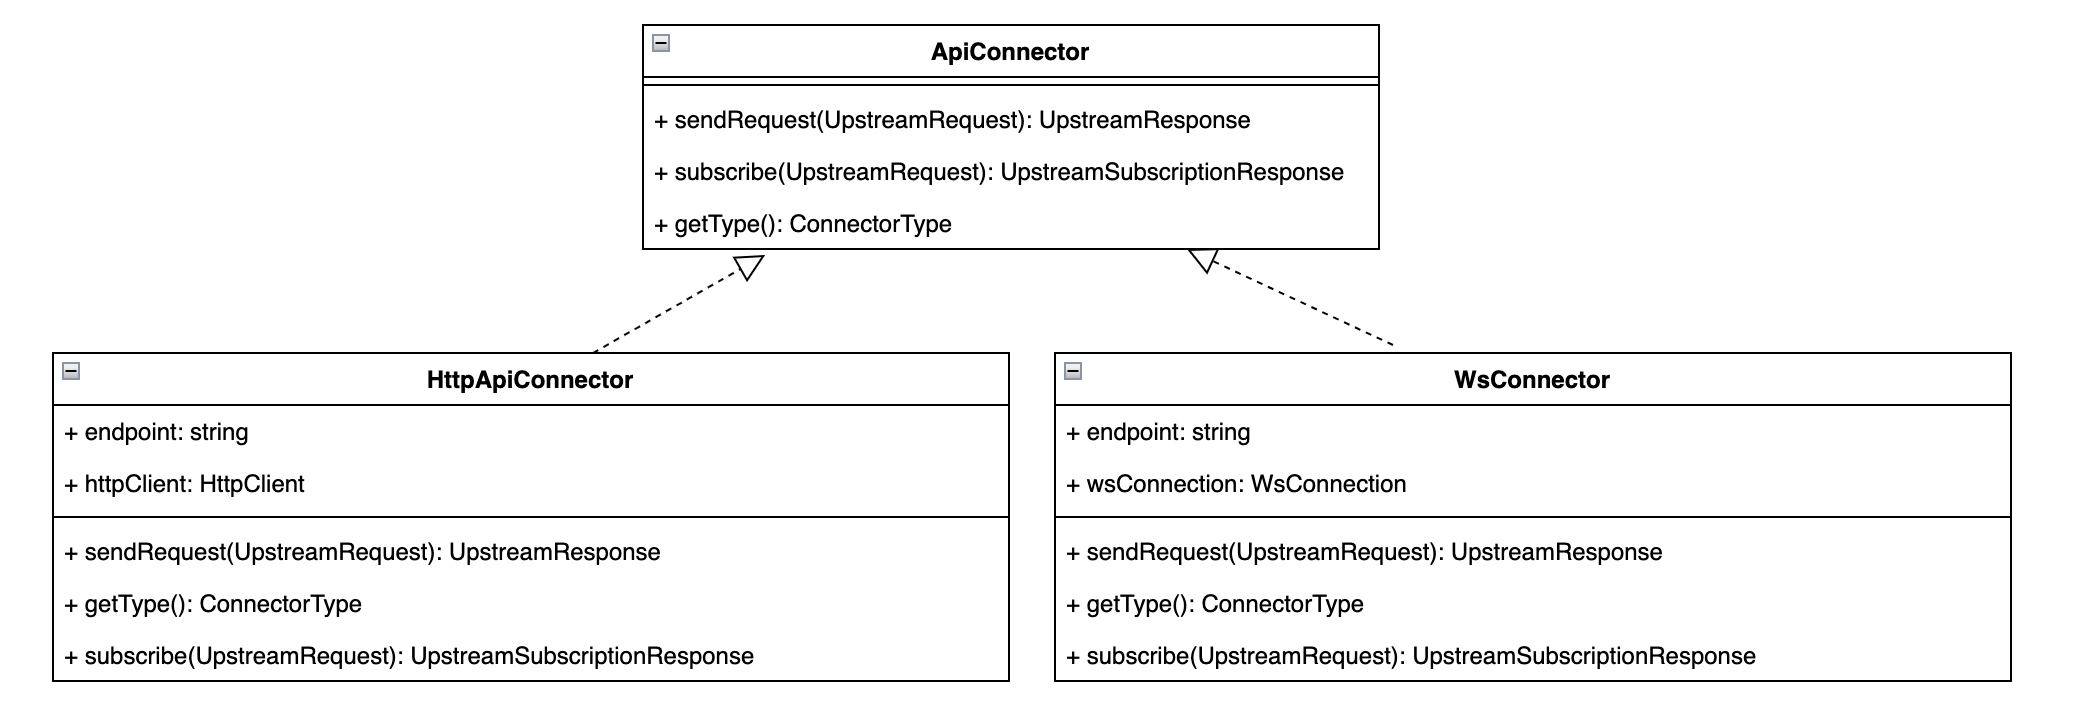 ApiConnector
+ sendRequest(UpstreamRequest): UpstreamResponse
+ subscribe(UpstreamRequest): UpstreamSubscriptionResponse
+ getType(): ConnectorType
HttpApiConnector
+ endpoint: string
+ httpClient: HttpClient
+ sendRequest(UpstreamRequest): UpstreamResponse
+ getType(): ConnectorType
+ subscribe(UpstreamRequest): UpstreamSubscriptionResponse
WsConnector
+ endpoint: string
+ wsConnection: WsConnection
+ sendRequest(UpstreamRequest): UpstreamResponse
+ getType(): ConnectorType
+ subscribe(UpstreamRequest): UpstreamSubscriptionResponse